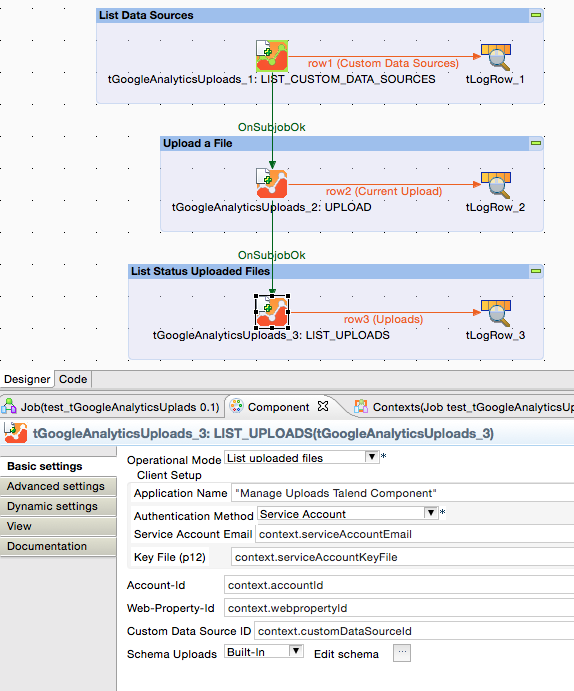 List Data Sources
row1 (Custom Data Sources)
tGoogleAnalyticsUploads_1: LIST_CUSTOM_DATA_SOURCES
tLogRow_1
OnSubjobOk
Upload a File
row2 (Current Upload)
tGoogleAnalyticsUploads_2: UPLOAD
tLogRow_2
OnSubjobOk
List Status Uploaded Files
row3 (Uploads)
tGoogleAnalyticsUploads_3: LIST_UPLOADS
tLogRow_3
Designer Code
Job(test_tGoogleAnalyticsUplads 0.1) Component Contexts(Job test_tGoogleAnalyticsUp
tGoogleAnalyticsUploads_3: LIST_UPLOADS(tGoogleAnalyticsUploads_3)
Basic settings
Advanced settings
Dynamic settings
View
Documentation
Operational Mode List uploaded files *
Client Setup
Application Name "Manage Uploads Talend Component"
Authentication Method Service Account *
Service Account Email context.serviceAccountEmail
Key File (p12) context.serviceAccountKeyFile
Account-Id context.accountId
Web-Property-Id context.webpropertyId
Custom Data Source ID context.customDataSourceId
Schema Uploads Built-In Edit schema ...